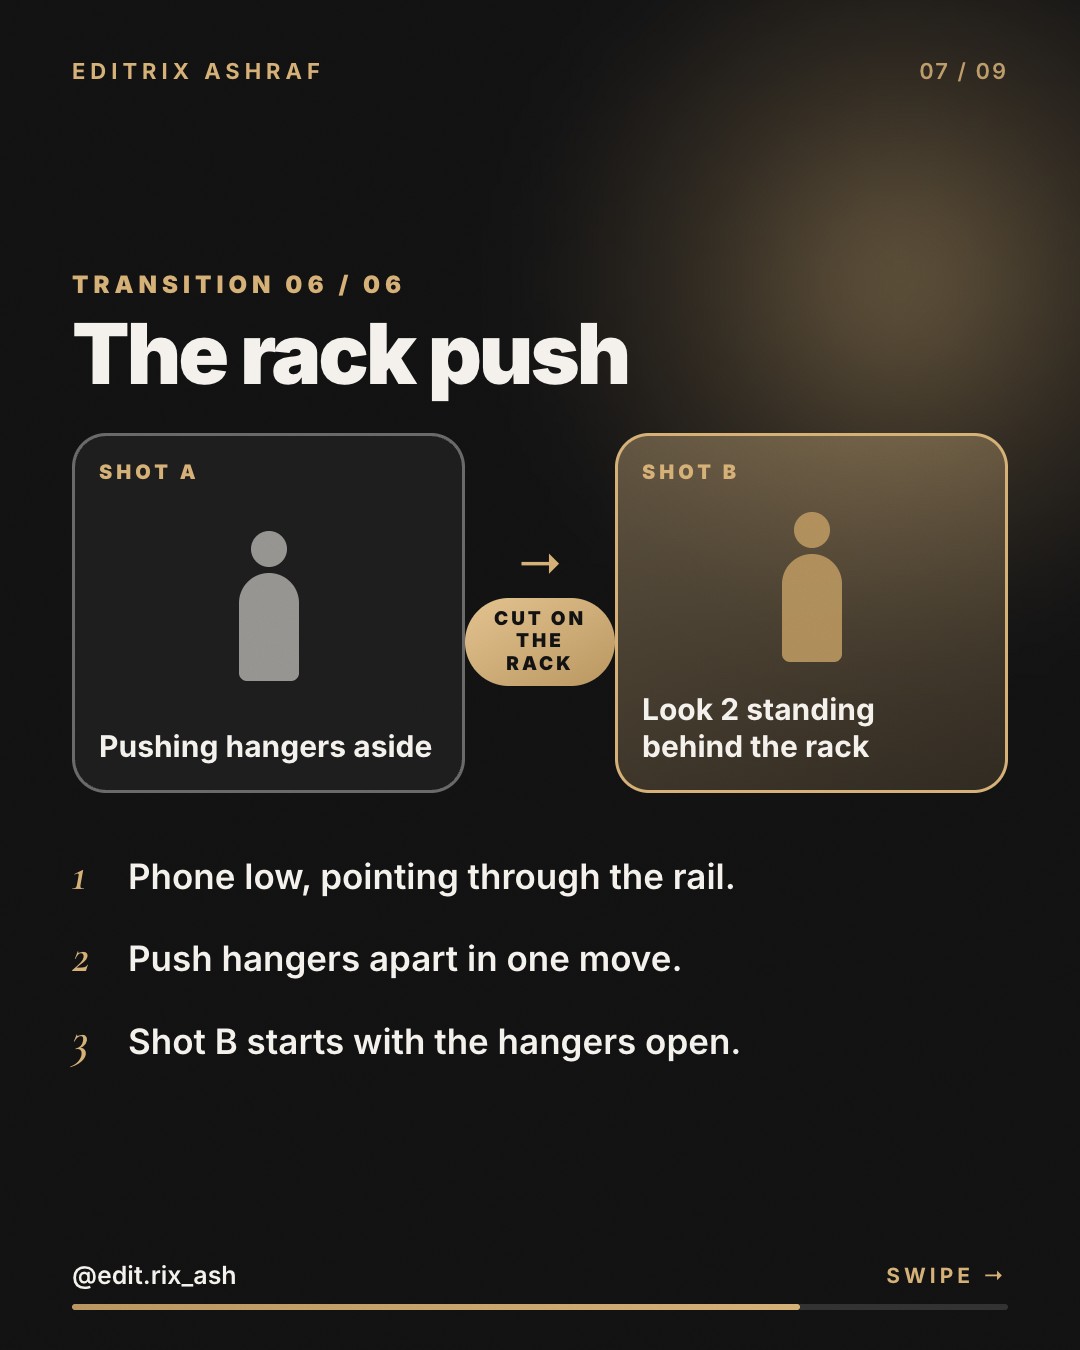 EDITRIX ASHRAF
07 / 09
TRANSITION 06 / 06
The rack push
SHOT A
Pushing hangers aside
→
CUT ON
THE
RACK
SHOT B
Look 2 standing
behind the rack
1 Phone low, pointing through the rail.
2 Push hangers apart in one move.
3 Shot B starts with the hangers open.
@edit.rix_ash
SWIPE →